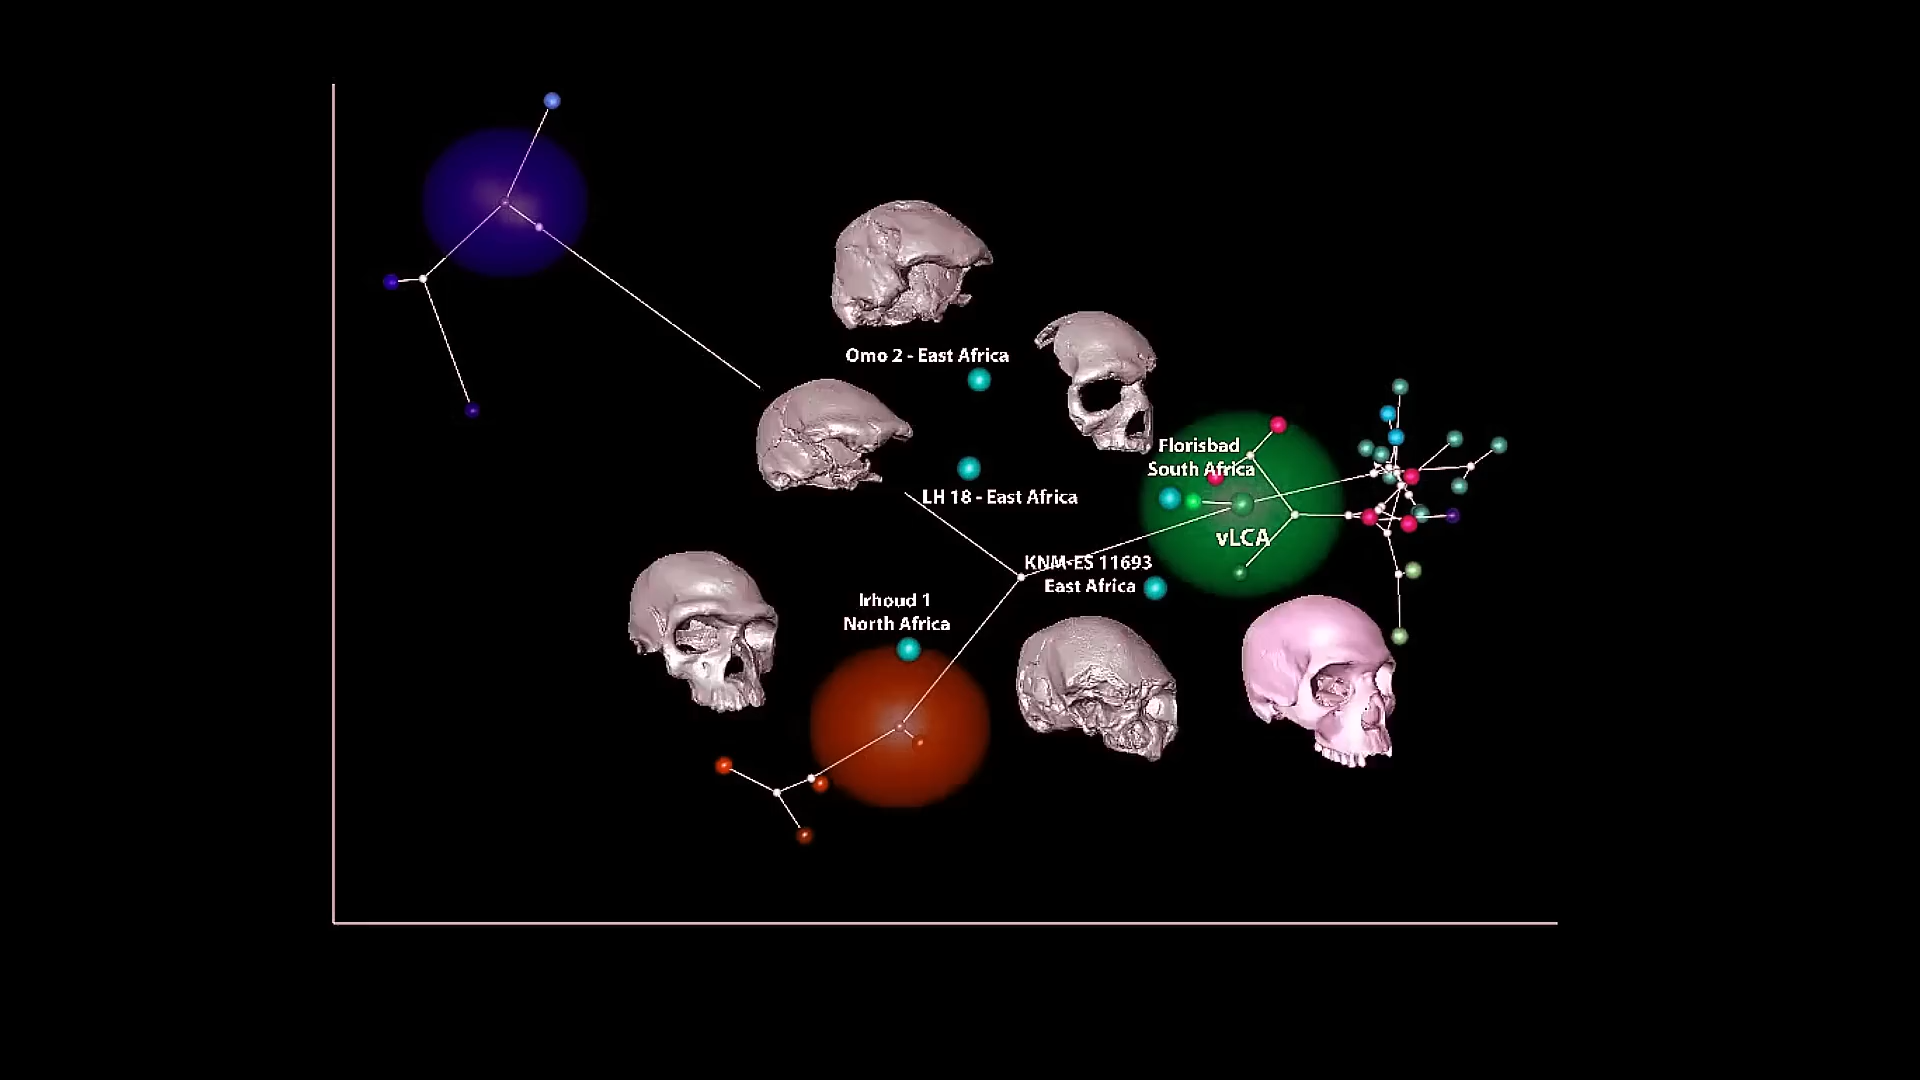 Omo 2 - East Africa
Florisbad
South Africa
LH 18 - East Africa
vLCA
KNM-ES 11693
East Africa
Irhoud 1
North Africa